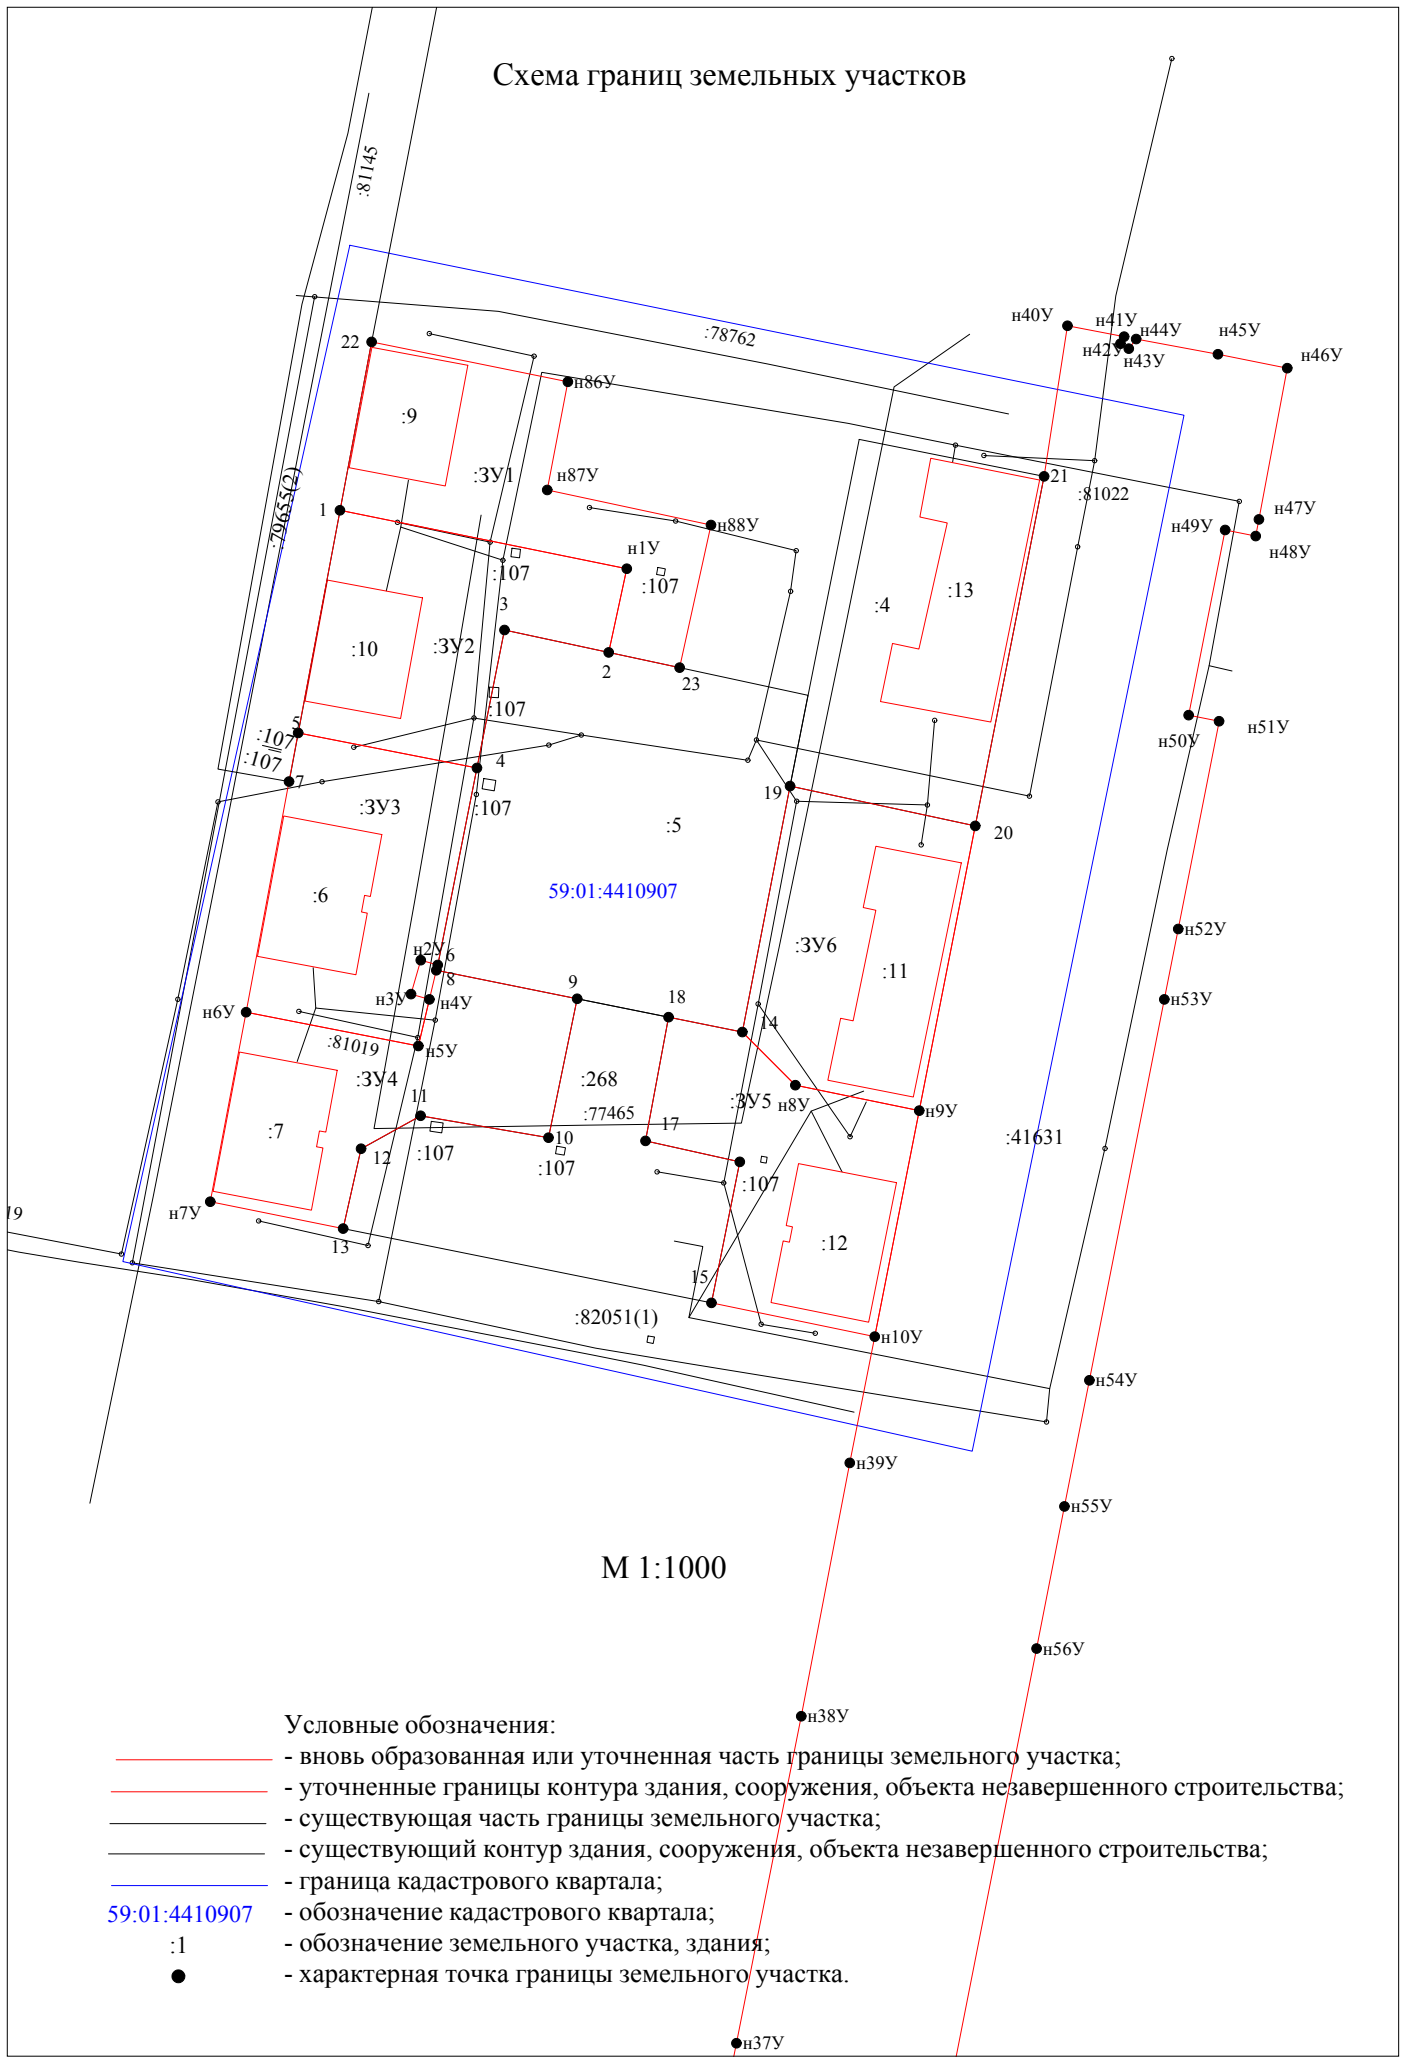 Схема границ земельных участков
:81145
:78762
н40У
н41У
н44У
н45У
н46У
н42У
н43У
22
н86У
:9
:ЗУ1
н87У
:79655(2)
21
:81022
1
н88У
н47У
н49У
н48У
н1У
:107
:107
:13
3
:4
:10
:ЗУ2
2
23
:107
5
:107
:107
н50У
н51У
7
4
19
:107
:ЗУ3
:5
20
:6
59:01:4410907
н2У
6
:ЗУ6
н52У
8
9
:11
н3У
н4У
18
н53У
н6У
14
:81019
н5У
:ЗУ4
:268
н8У
:ЗУ5
11
:77465
н9У
:7
17
:41631
12
:107
10
:107
:107
н7У
19
13
:12
15
:82051(1)
н10У
н54У
н39У
н55У
М 1:1000
н56У
н38У
Условные обозначения:
- вновь образованная или уточненная часть границы земельного участка;
- уточненные границы контура здания, сооружения, объекта незавершенного строительства;
- существующая часть границы земельного участка;
- существующий контур здания, сооружения, объекта незавершенного строительства;
- граница кадастрового квартала;
59:01:4410907 - обозначение кадастрового квартала;
:1 - обозначение земельного участка, здания;
- характерная точка границы земельного участка.
н37У